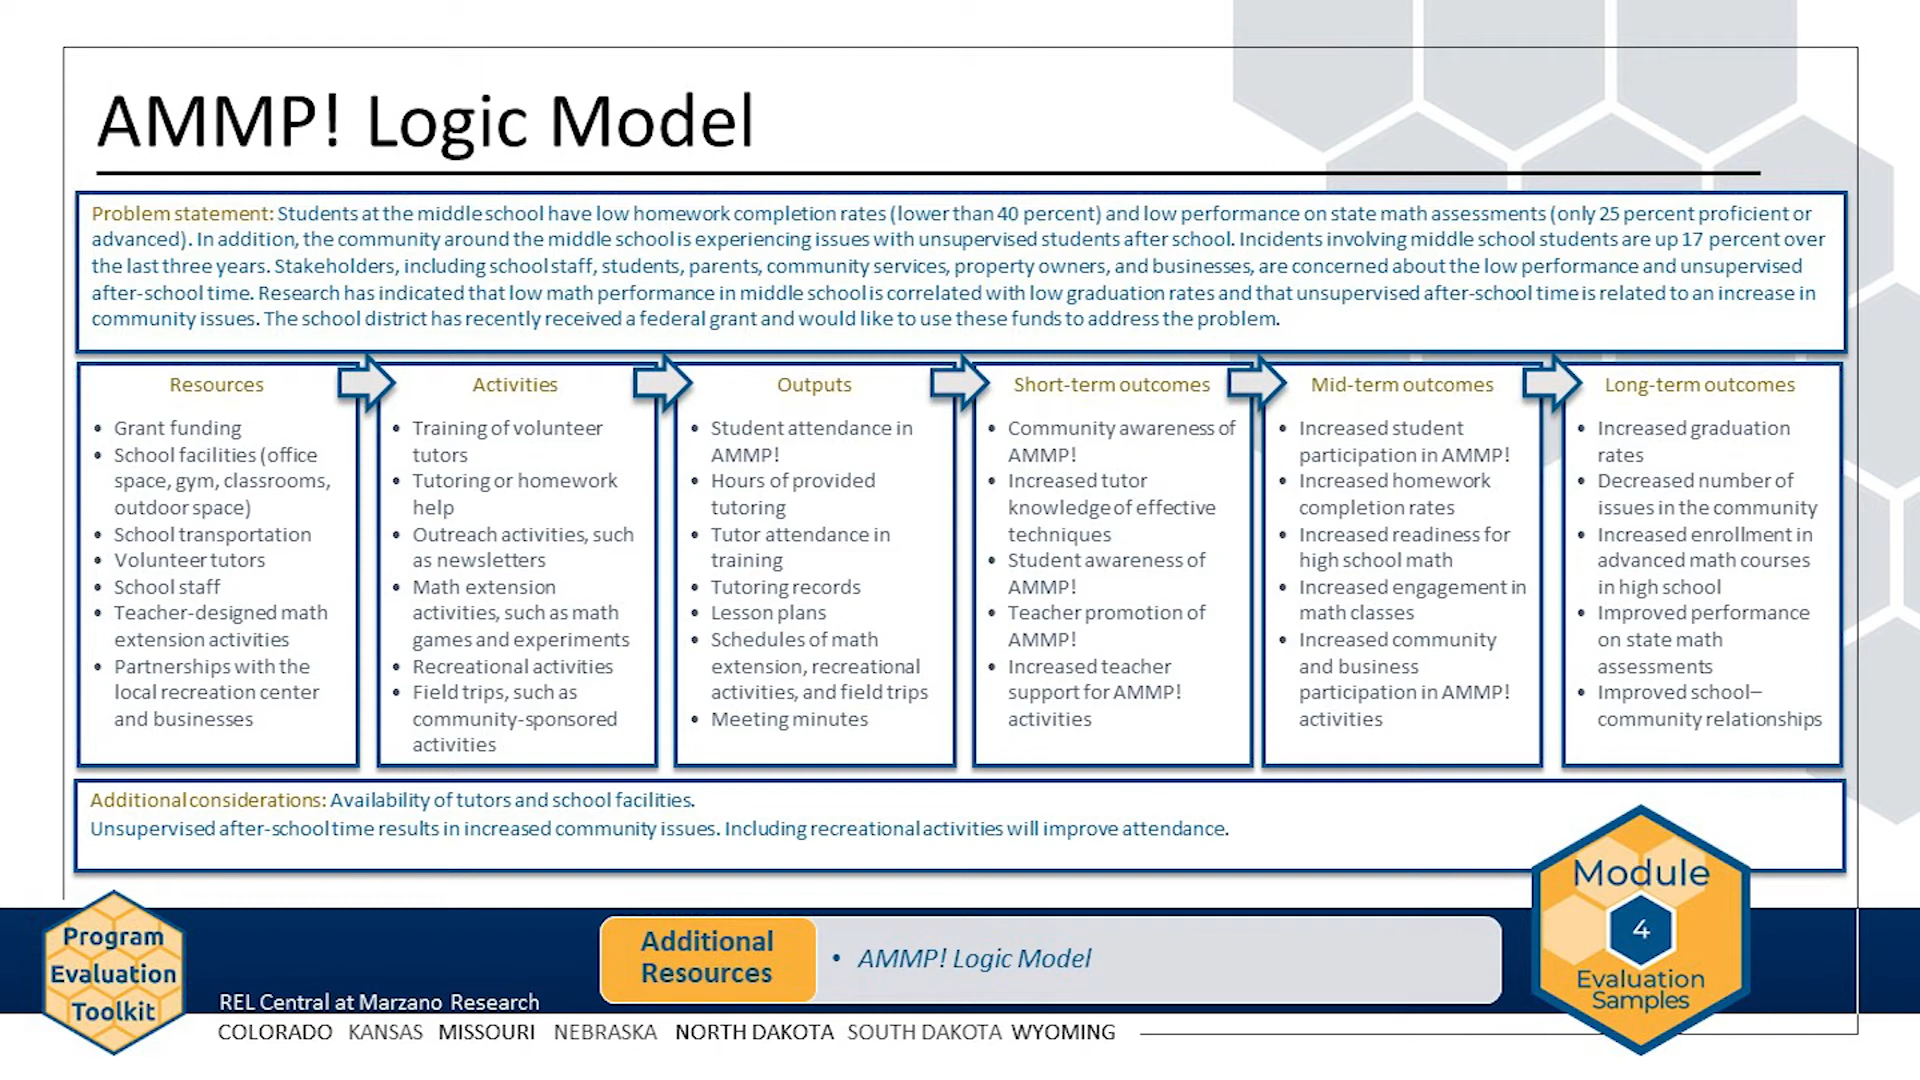 AMMP! Logic Model
Problem statement: Students at the middle school have low homework completion rates (lower than 40 percent) and low performance on state math assessments (only 25 percent proficient or
advanced). In addition, the community around the middle school is experiencing issues with unsupervised students after school. Incidents involving middle school students are up 17 percent over
the last three years. Stakeholders, including school staff, students, parents, community services, property owners, and businesses, are concerned about the low performance and unsupervised
after-school time. Research has indicated that low math performance in middle school is correlated with low graduation rates and that unsupervised after-school time is related to an increase in
community issues. The school district has recently received a federal grant and would like to use these funds to address the problem.
Resources
• Grant funding
• School facilities (office
space, gym, classrooms,
outdoor space)
• School transportation
• Volunteer tutors
• School staff
• Teacher-designed math
extension activities
• Partnerships with the
local recreation center
and businesses
Activities
• Training of volunteer
tutors
• Tutoring or homework
help
• Outreach activities, such
as newsletters
• Math extension
activities, such as math
games and experiments
• Recreational activities
• Field trips, such as
community-sponsored
activities
Outputs
• Student attendance in
AMMP!
• Hours of provided
tutoring
• Tutor attendance in
training
• Tutoring records
• Lesson plans
• Schedules of math
extension, recreational
activities, and field trips
• Meeting minutes
Short-term outcomes
• Community awareness of
AMMP!
• Increased tutor
knowledge of effective
techniques
• Student awareness of
AMMP!
• Teacher promotion of
AMMP!
• Increased teacher
support for AMMP!
activities
Mid-term outcomes
• Increased student
participation in AMMP!
• Increased homework
completion rates
• Increased readiness for
high school math
• Increased engagement in
math classes
• Increased community
and business
participation in AMMP!
activities
Long-term outcomes
• Increased graduation
rates
• Decreased number of
issues in the community
• Increased enrollment in
advanced math courses
in high school
• Improved performance
on state math
assessments
• Improved school–
community relationships
Additional considerations: Availability of tutors and school facilities.
Unsupervised after-school time results in increased community issues. Including recreational activities will improve attendance.
Program
Evaluation
Toolkit
REL Central at Marzano Research
COLORADO KANSAS MISSOURI NEBRASKA NORTH DAKOTA SOUTH DAKOTA WYOMING
Additional
Resources
• AMMP! Logic Model
Module
4
Evaluation
Samples